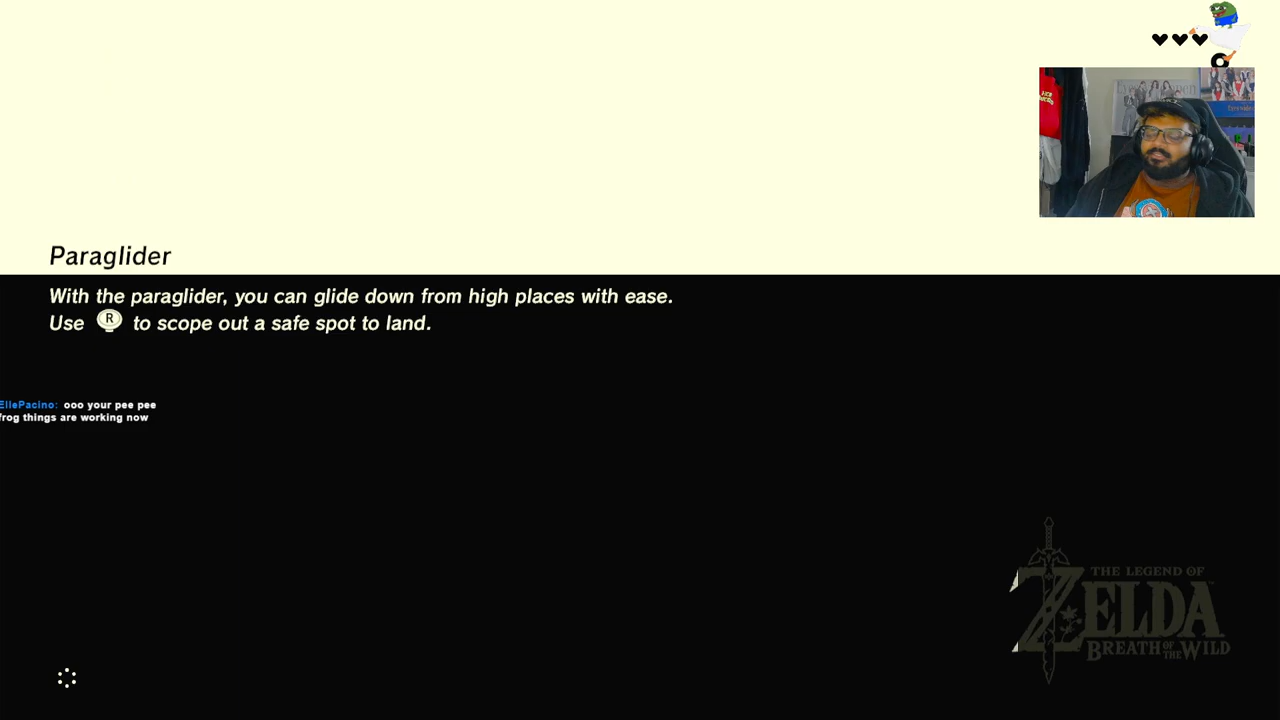 Paraglider
With the paraglider, you can glide down from high places with ease.
Use R to scope out a safe spot to land.
EllePacino: ooo your pee pee
frog things are working now
THE LEGEND OF
ZELDA
BREATH OF THE WILD